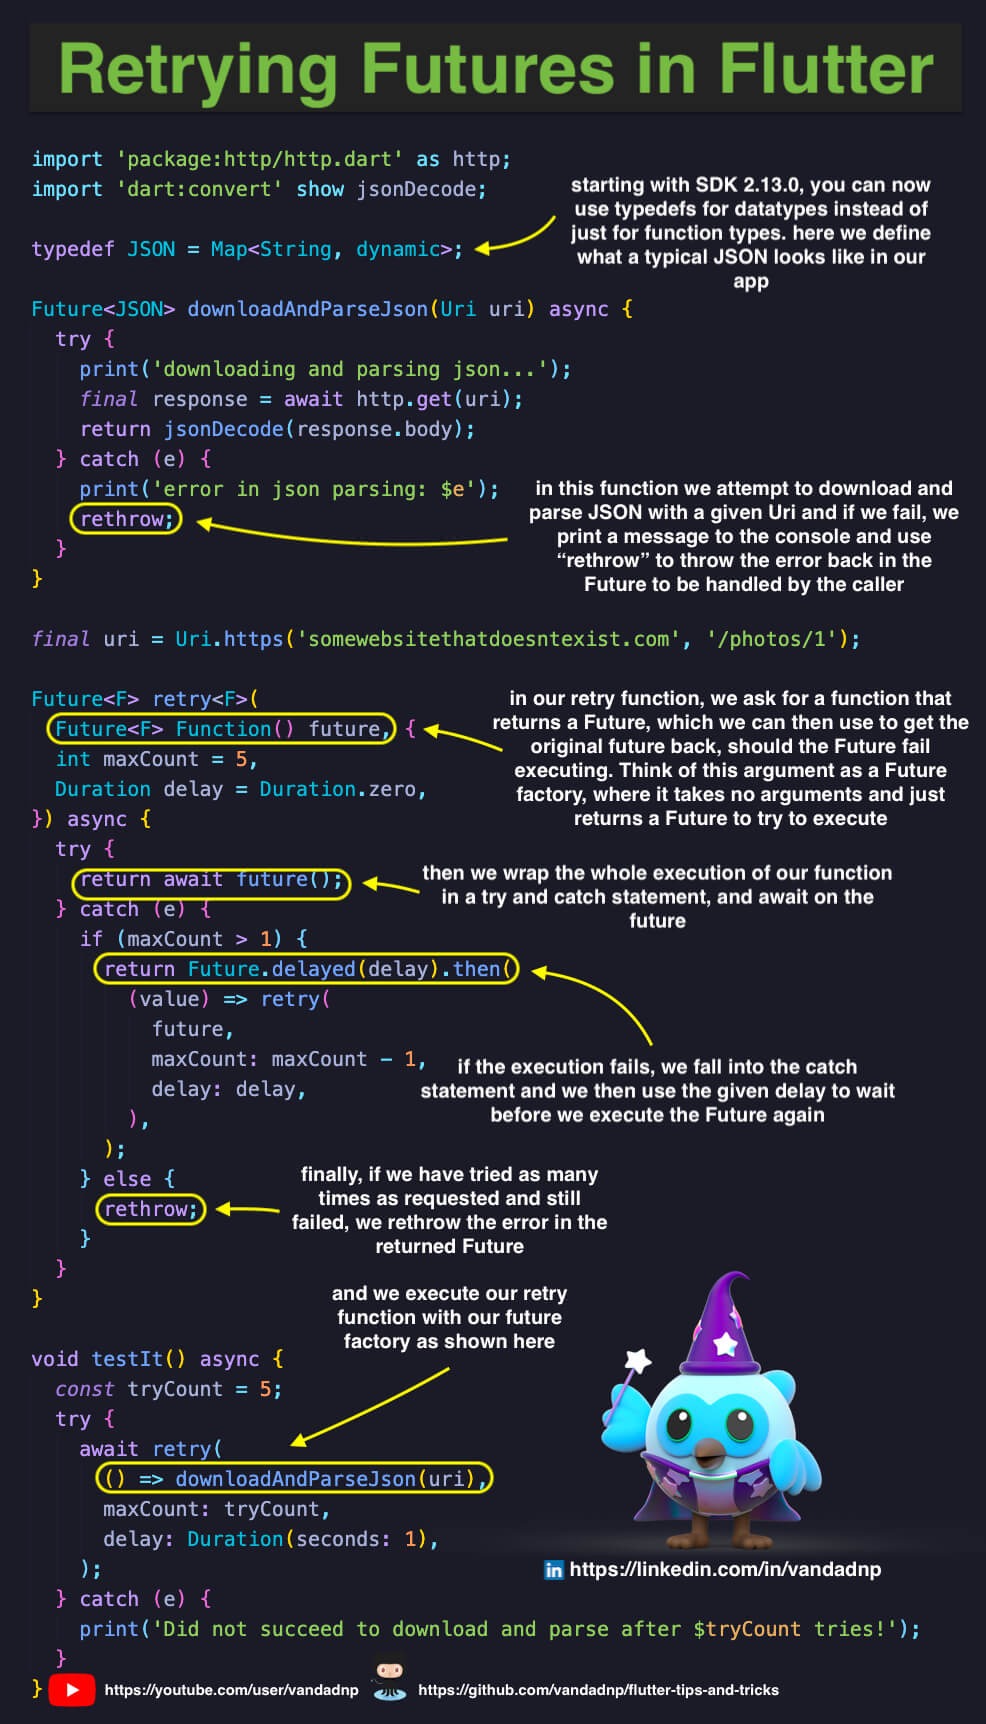 Retrying Futures in Flutter
import 'package:http/http.dart' as http;
import 'dart:convert' show jsonDecode;
starting with SDK 2.13.0, you can now
use typedefs for datatypes instead of
just for function types. here we define
what a typical JSON looks like in our
app
typedef JSON = Map<String, dynamic>;
Future<JSON> downloadAndParseJson(Uri uri) async {
try {
print('downloading and parsing json...');
final response = await http.get(uri);
return jsonDecode(response.body);
} catch (e) {
print('error in json parsing: $e');
rethrow;
}
}
in this function we attempt to download and
parse JSON with a given Uri and if we fail, we
print a message to the console and use
“rethrow” to throw the error back in the
Future to be handled by the caller
final uri = Uri.https('somewebsitethatdoesntexist.com', '/photos/1');
Future<F> retry<F>(
Future<F> Function() future, {
int maxCount = 5,
Duration delay = Duration.zero,
}) async {
in our retry function, we ask for a function that
returns a Future, which we can then use to get the
original future back, should the Future fail
executing. Think of this argument as a Future
factory, where it takes no arguments and just
returns a Future to try to execute
try {
return await future();
} catch (e) {
then we wrap the whole execution of our function
in a try and catch statement, and await on the
future
if (maxCount > 1) {
return Future.delayed(delay).then(
(value) => retry(
future,
maxCount: maxCount - 1,
delay: delay,
),
);
if the execution fails, we fall into the catch
statement and we then use the given delay to wait
before we execute the Future again
} else {
rethrow;
}
}
}
finally, if we have tried as many
times as requested and still
failed, we rethrow the error in the
returned Future
and we execute our retry
function with our future
factory as shown here
void testIt() async {
const tryCount = 5;
try {
await retry(
() => downloadAndParseJson(uri),
maxCount: tryCount,
delay: Duration(seconds: 1),
);
} catch (e) {
print('Did not succeed to download and parse after $tryCount tries!');
}
}
in https://linkedin.com/in/vandadnp
https://youtube.com/user/vandadnp
https://github.com/vandadnp/flutter-tips-and-tricks